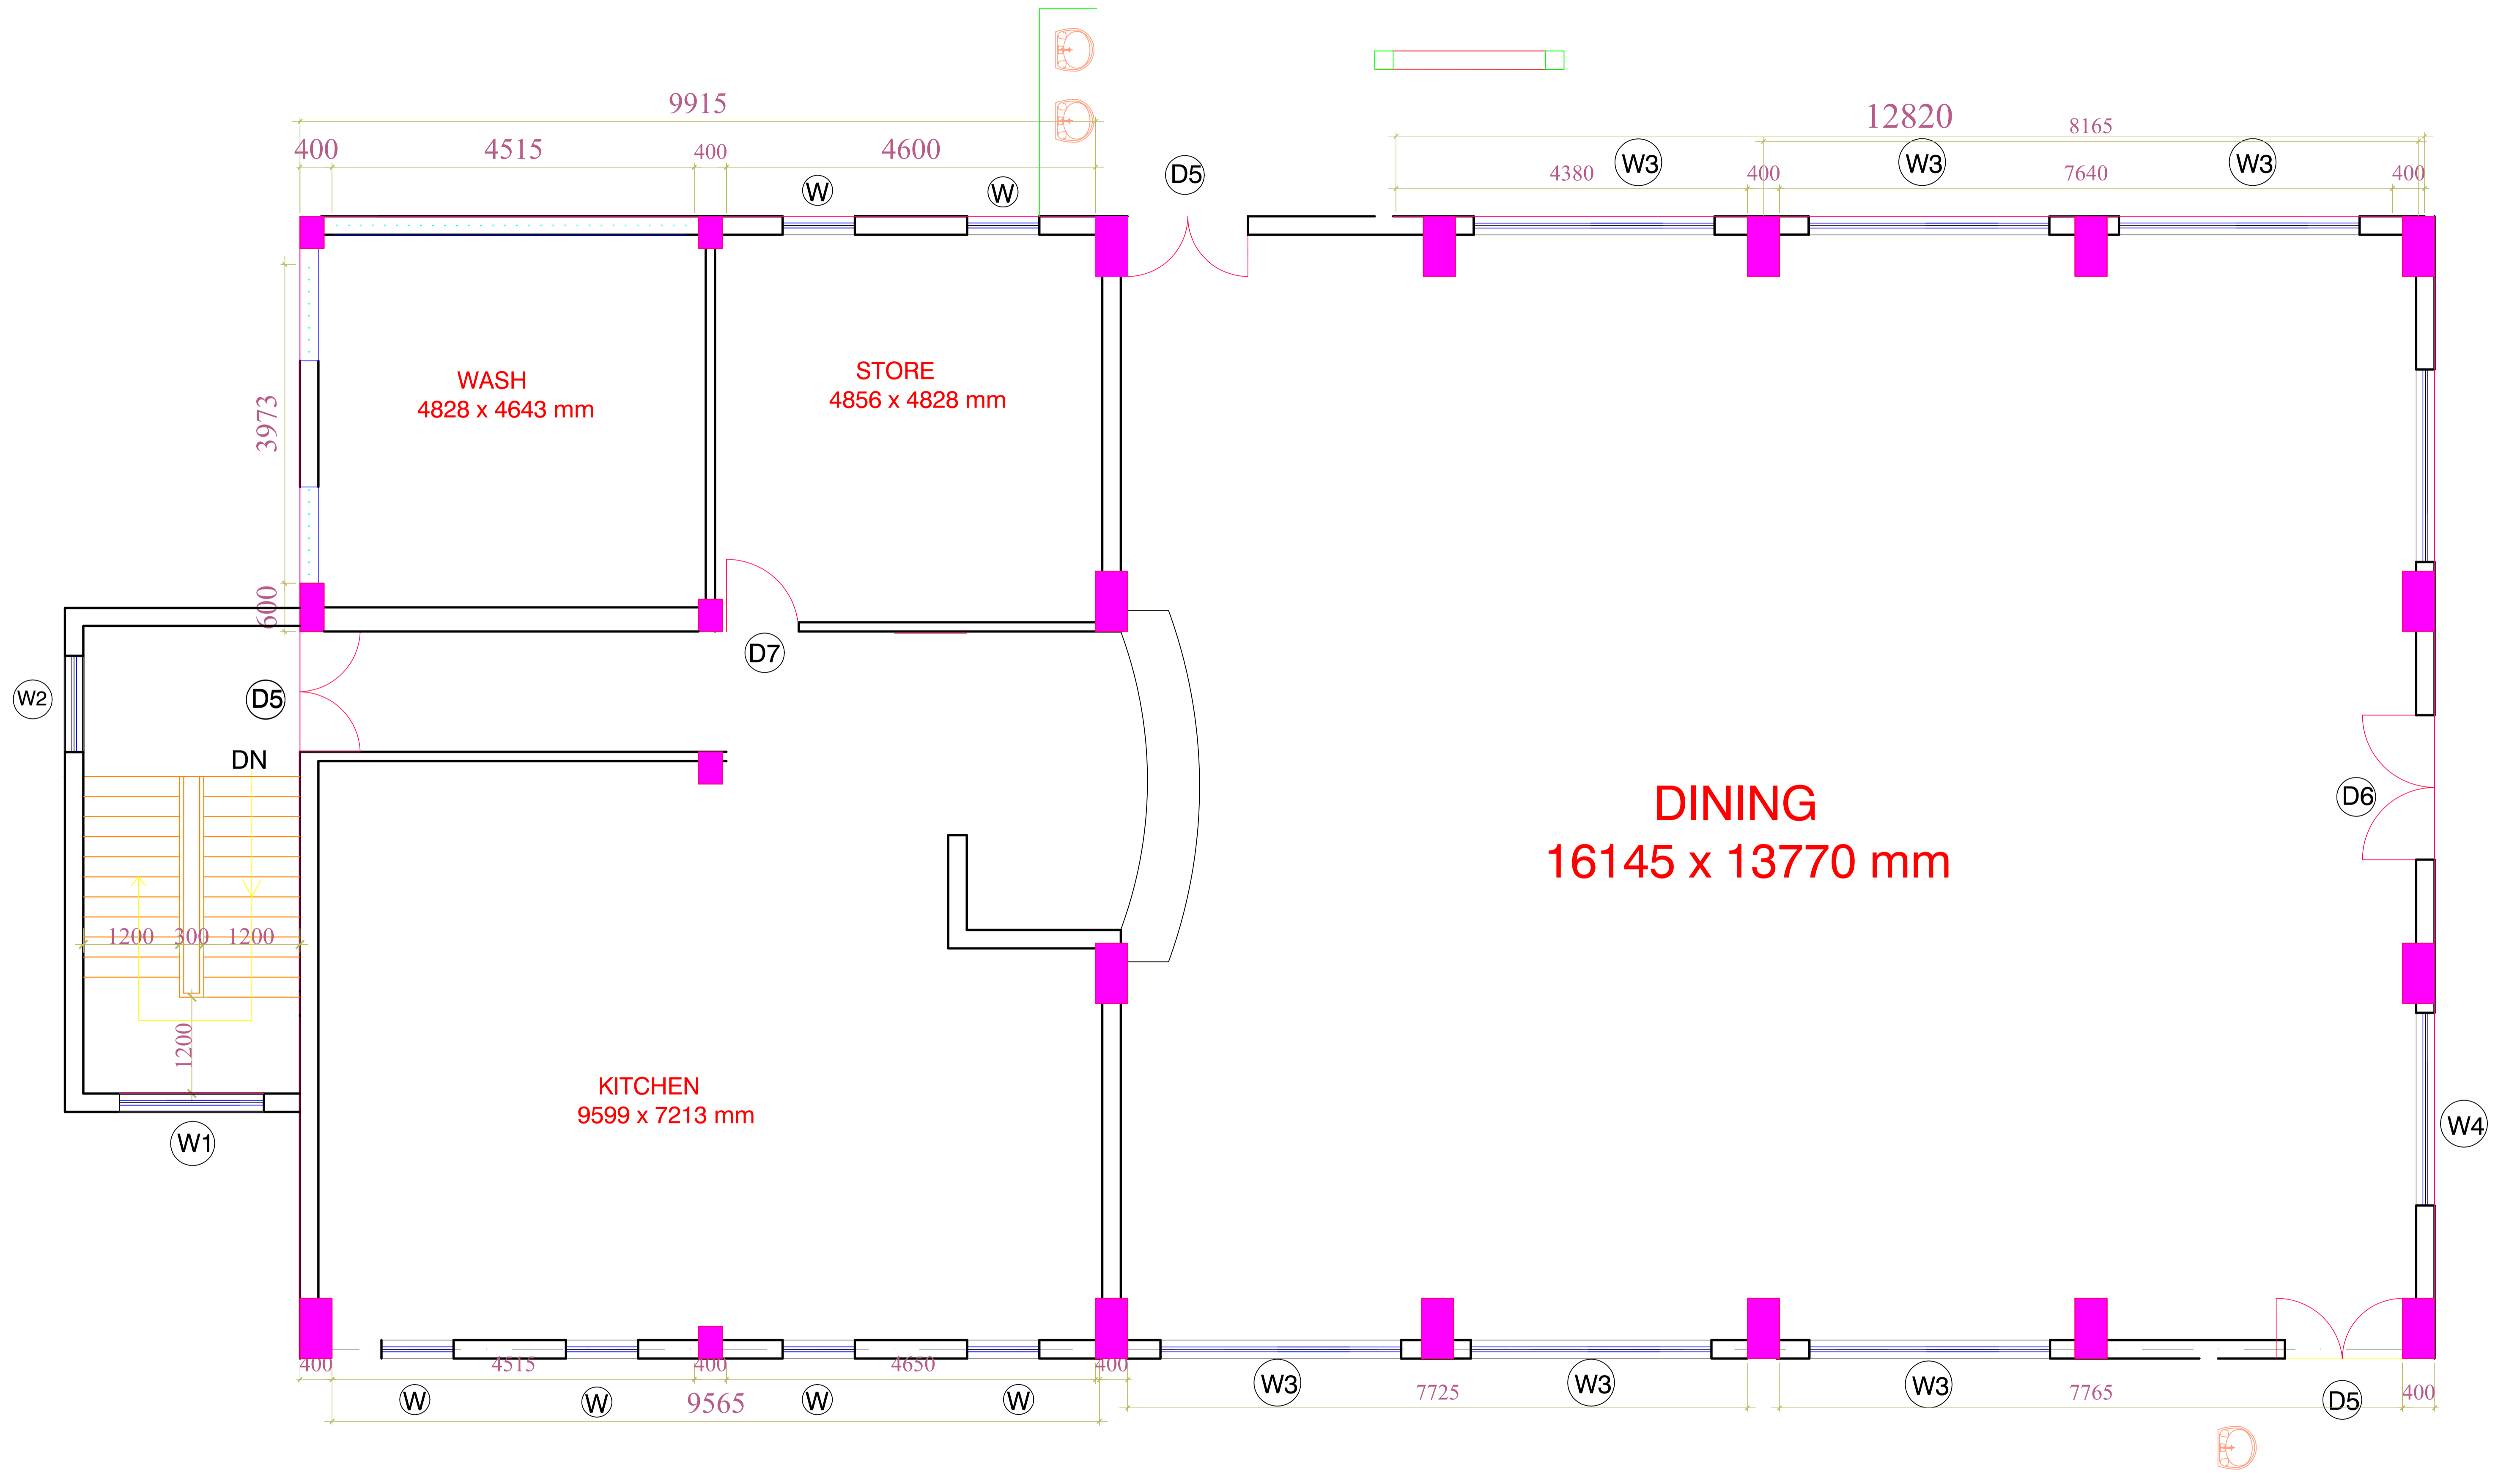 9915
12820
8165
400
4515
400
4600
D5
W3
W3
W3
4380
400
7640
400
W
W
3973
WASH
4828 x 4643 mm
STORE
4856 x 4828 mm
600
D7
W2
D5
DN
DINING
16145 x 13770 mm
D6
1200
300
1200
1200
KITCHEN
9599 x 7213 mm
W1
W4
400
4515
400
4650
400
W
W
W
W
9565
W3
W3
W3
7725
7765
400
D5